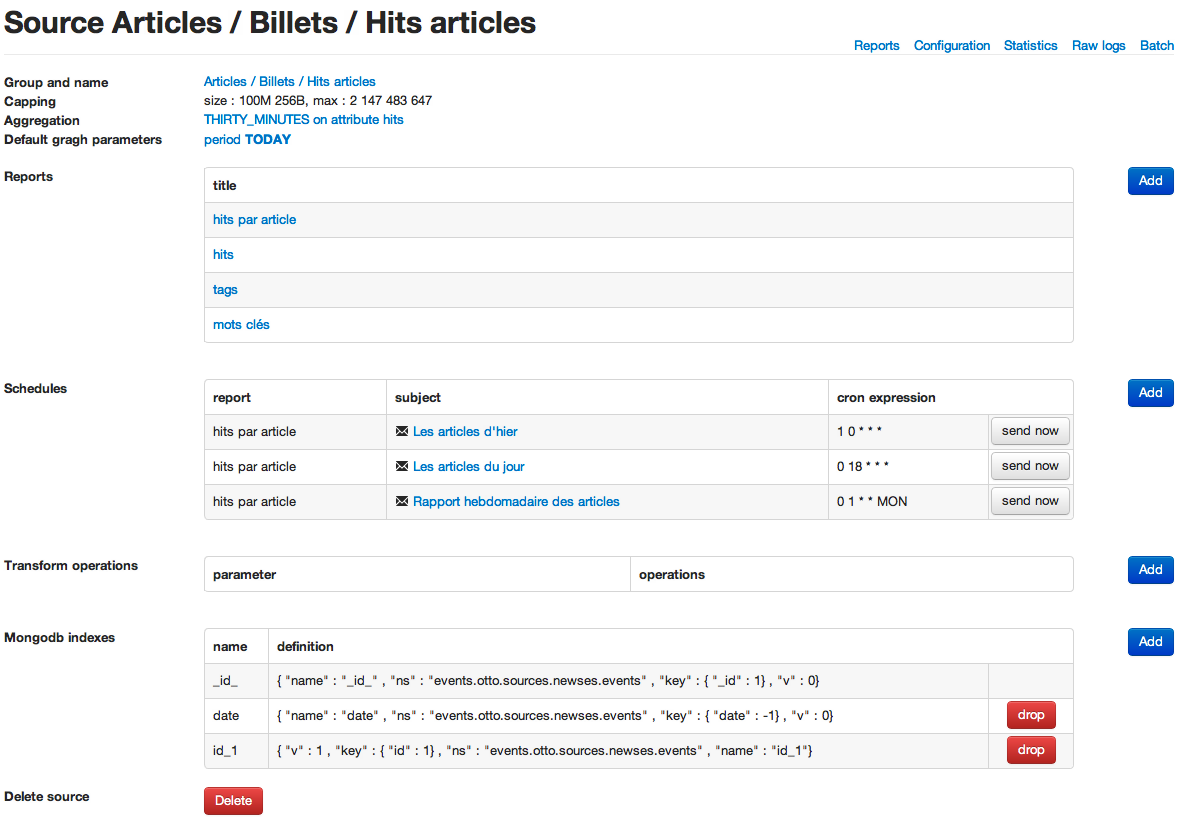 Source Articles / Billets / Hits articles
Reports Configuration Statistics Raw logs Batch
Group and name Articles / Billets / Hits articles
Capping size : 100M 256B, max : 2 147 483 647
Aggregation THIRTY_MINUTES on attribute hits
Default gragh parameters period TODAY
Reports title Add
hits par article
hits
tags
mots clés
Schedules report subject cron expression Add
hits par article Les articles d'hier 1 0 * * * send now
hits par article Les articles du jour 0 18 * * * send now
hits par article Rapport hebdomadaire des articles 0 1 * * MON send now
Transform operations parameter operations Add
Mongodb indexes name definition Add
_id_ { "name" : "_id_" , "ns" : "events.otto.sources.newses.events" , "key" : { "_id" : 1} , "v" : 0}
date { "name" : "date" , "ns" : "events.otto.sources.newses.events" , "key" : { "date" : -1} , "v" : 0} drop
id_1 { "v" : 1 , "key" : { "id" : 1} , "ns" : "events.otto.sources.newses.events" , "name" : "id_1"} drop
Delete source Delete